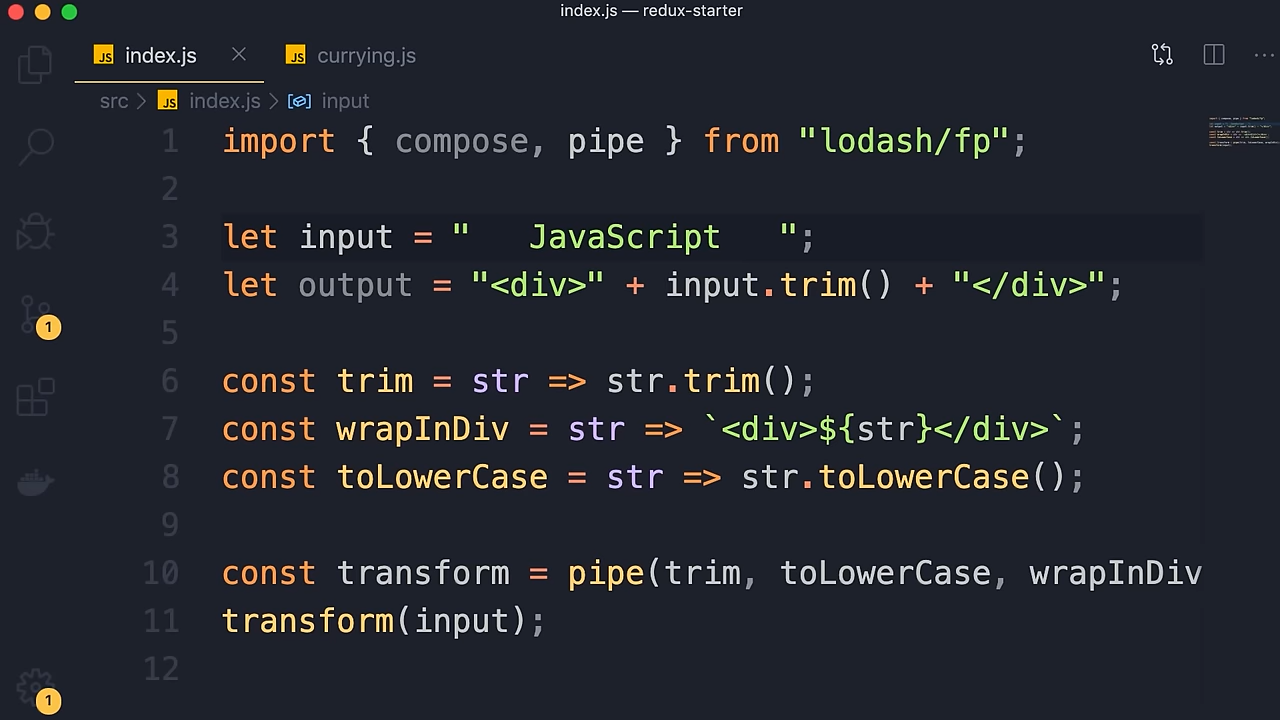 index.js — redux-starter
JS index.js JS currying.js
src JS index.js input
1 import { compose, pipe } from "lodash/fp";
2
3 let input = "   JavaScript   ";
4 let output = "<div>" + input.trim() + "</div>";
5
6 const trim = str => str.trim();
7 const wrapInDiv = str => `<div>${str}</div>`;
8 const toLowerCase = str => str.toLowerCase();
9
10 const transform = pipe(trim, toLowerCase, wrapInDiv
11 transform(input);
12
1
1